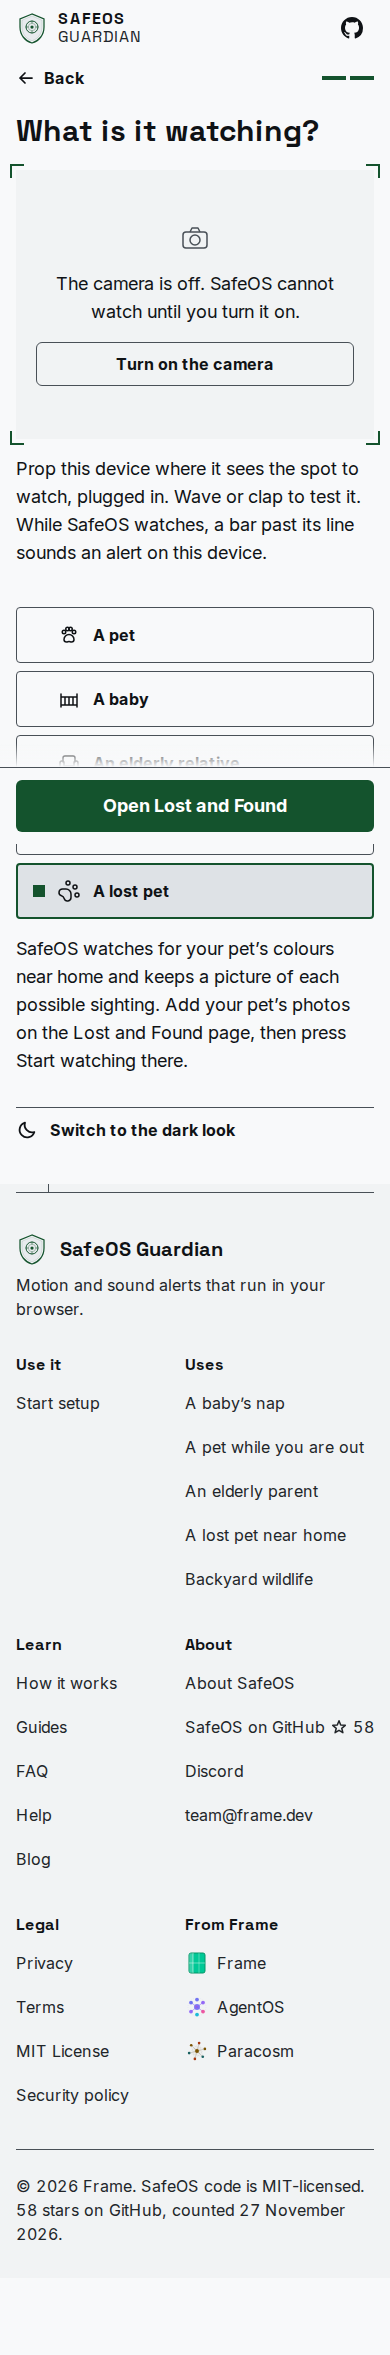 SAFEOS
GUARDIAN
Back
What is it watching?
The camera is off. SafeOS cannot
watch until you turn it on.
Turn on the camera
Prop this device where it sees the spot to
watch, plugged in. Wave or clap to test it.
While SafeOS watches, a bar past its line
sounds an alert on this device.
A pet
A baby
An elderly relative
Open Lost and Found
A lost pet
SafeOS watches for your pet’s colours
near home and keeps a picture of each
possible sighting. Add your pet’s photos
on the Lost and Found page, then press
Start watching there.
Switch to the dark look
SafeOS Guardian
Motion and sound alerts that run in your
browser.
Use it
Start setup
Uses
A baby’s nap
A pet while you are out
An elderly parent
A lost pet near home
Backyard wildlife
Learn
How it works
Guides
FAQ
Help
Blog
About
About SafeOS
SafeOS on GitHub ☆ 58
Discord
team@frame.dev
Legal
Privacy
Terms
MIT License
Security policy
From Frame
Frame
AgentOS
Paracosm
© 2026 Frame. SafeOS code is MIT-licensed.
58 stars on GitHub, counted 27 November
2026.